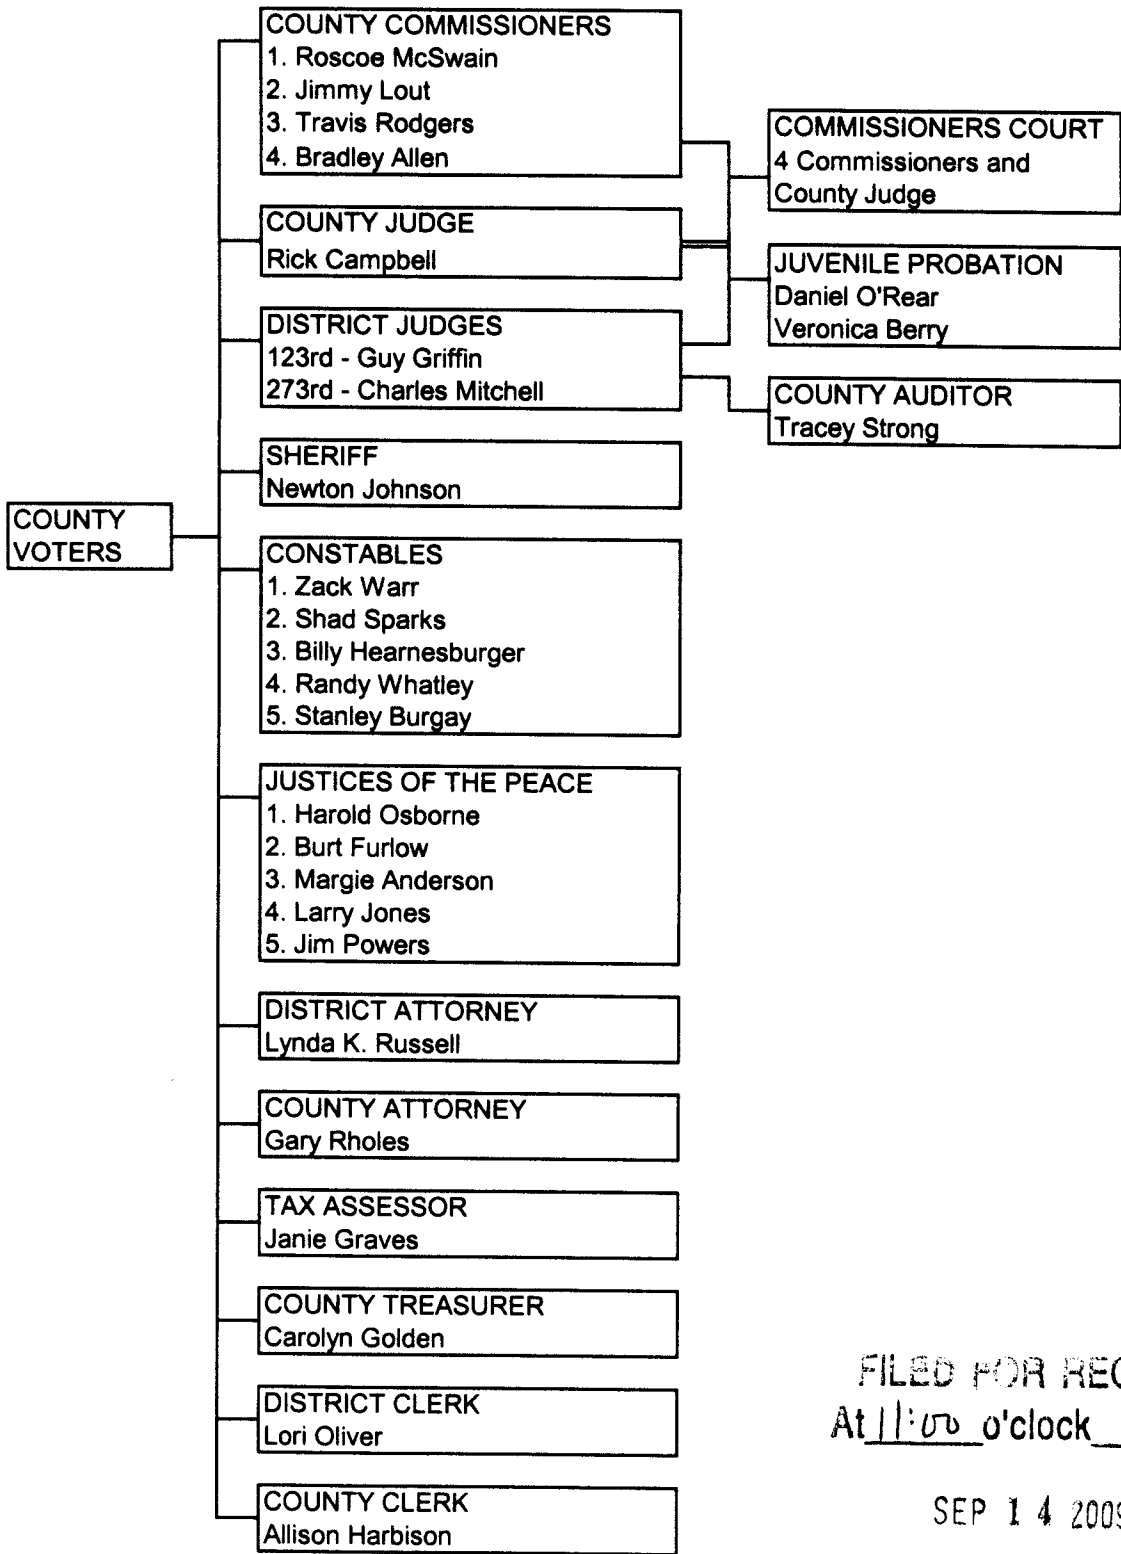 COUNTY COMMISSIONERS
1. Roscoe McSwain
2. Jimmy Lout
3. Travis Rodgers
4. Bradley Allen
COMMISSIONERS COURT
4 Commissioners and
County Judge
COUNTY JUDGE
Rick Campbell
JUVENILE PROBATION
Daniel O'Rear
Veronica Berry
DISTRICT JUDGES
123rd - Guy Griffin
273rd - Charles Mitchell
COUNTY AUDITOR
Tracey Strong
SHERIFF
Newton Johnson
COUNTY
VOTERS
CONSTABLES
1. Zack Warr
2. Shad Sparks
3. Billy Hearnesburger
4. Randy Whatley
5. Stanley Burgay
JUSTICES OF THE PEACE
1. Harold Osborne
2. Burt Furlow
3. Margie Anderson
4. Larry Jones
5. Jim Powers
DISTRICT ATTORNEY
Lynda K. Russell
COUNTY ATTORNEY
Gary Rholes
TAX ASSESSOR
Janie Graves
COUNTY TREASURER
Carolyn Golden
DISTRICT CLERK
Lori Oliver
COUNTY CLERK
Allison Harbison
FILED FOR REC
At 11:00 o'clock
SEP 14 2009